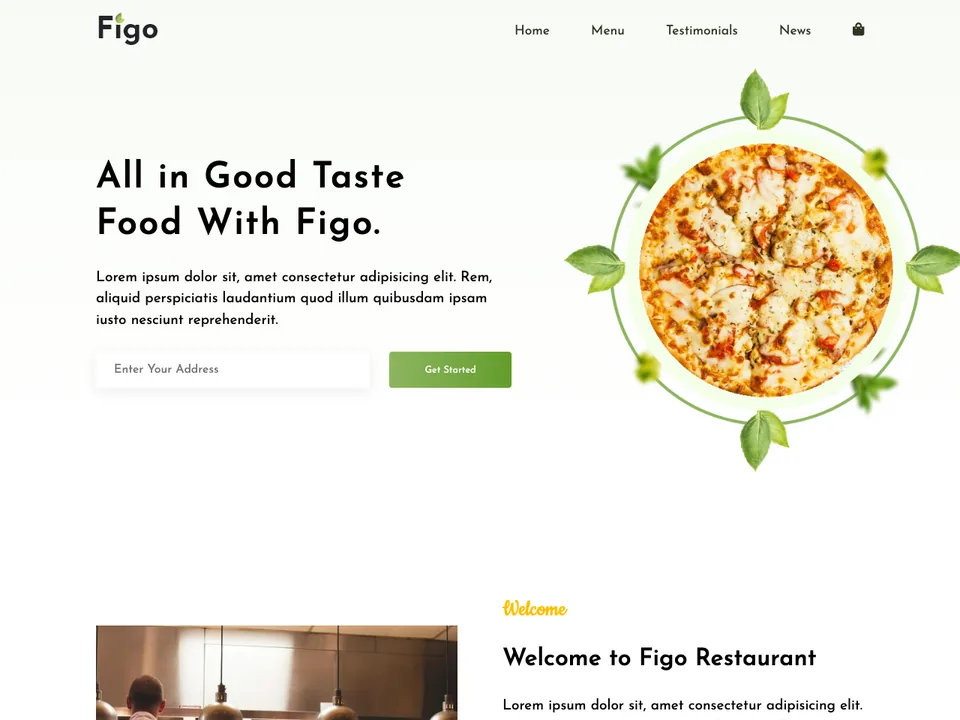 Figo
Home Menu Testimonials News
All in Good Taste
Food With Figo.
Lorem ipsum dolor sit, amet consectetur adipisicing elit. Rem,
aliquid perspiciatis laudantium quod illum quibusdam ipsam
iusto nesciunt reprehenderit.
Enter Your Address
Get Started
Welcome
Welcome to Figo Restaurant
Lorem ipsum dolor sit, amet consectetur adipisicing elit.